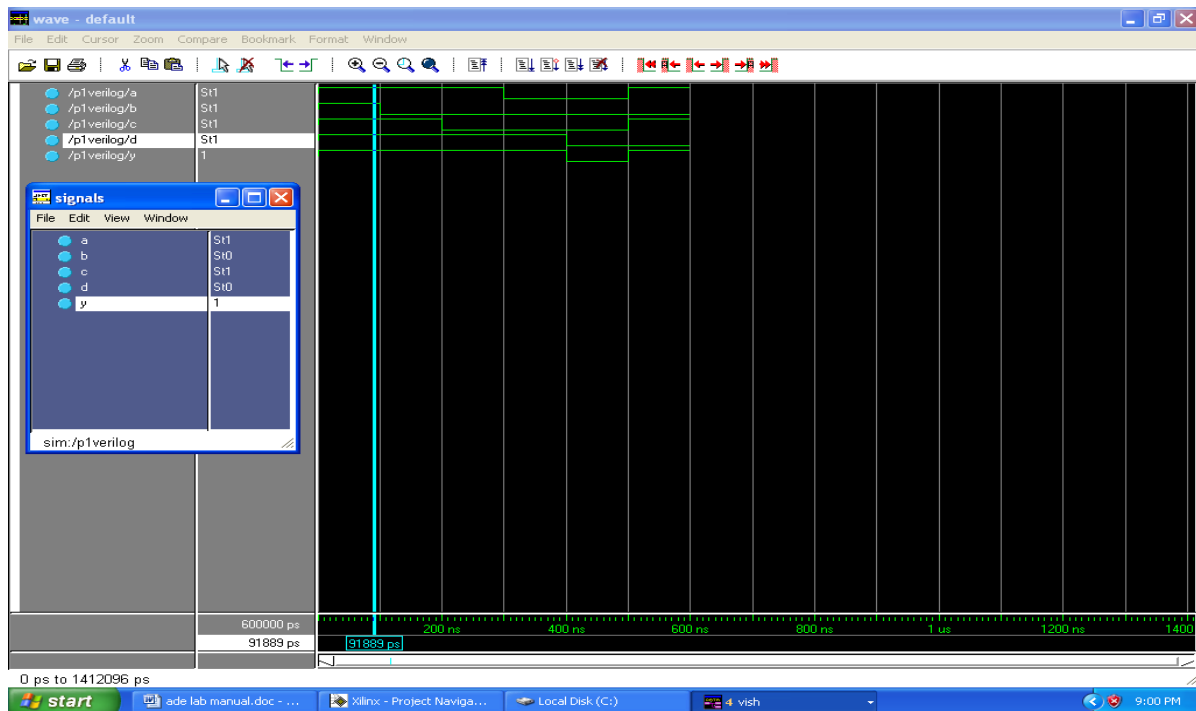 wave - default
File Edit Cursor Zoom Compare Bookmark Format Window
/p1verilog/a St1
/p1verilog/b St1
/p1verilog/c St1
/p1verilog/d St1
/p1verilog/y 1
signals
File Edit View Window
a St1
b St0
c St1
d St0
y 1
sim:/p1verilog
600000 ps
200 ns 400 ns 600 ns 800 ns 1 us 1200 ns 1400
91889 ps 91889 ps
0 ps to 1412096 ps
start ade lab manual.doc - ... Xilinx - Project Naviga... Local Disk (C:) 4 vish 9:00 PM